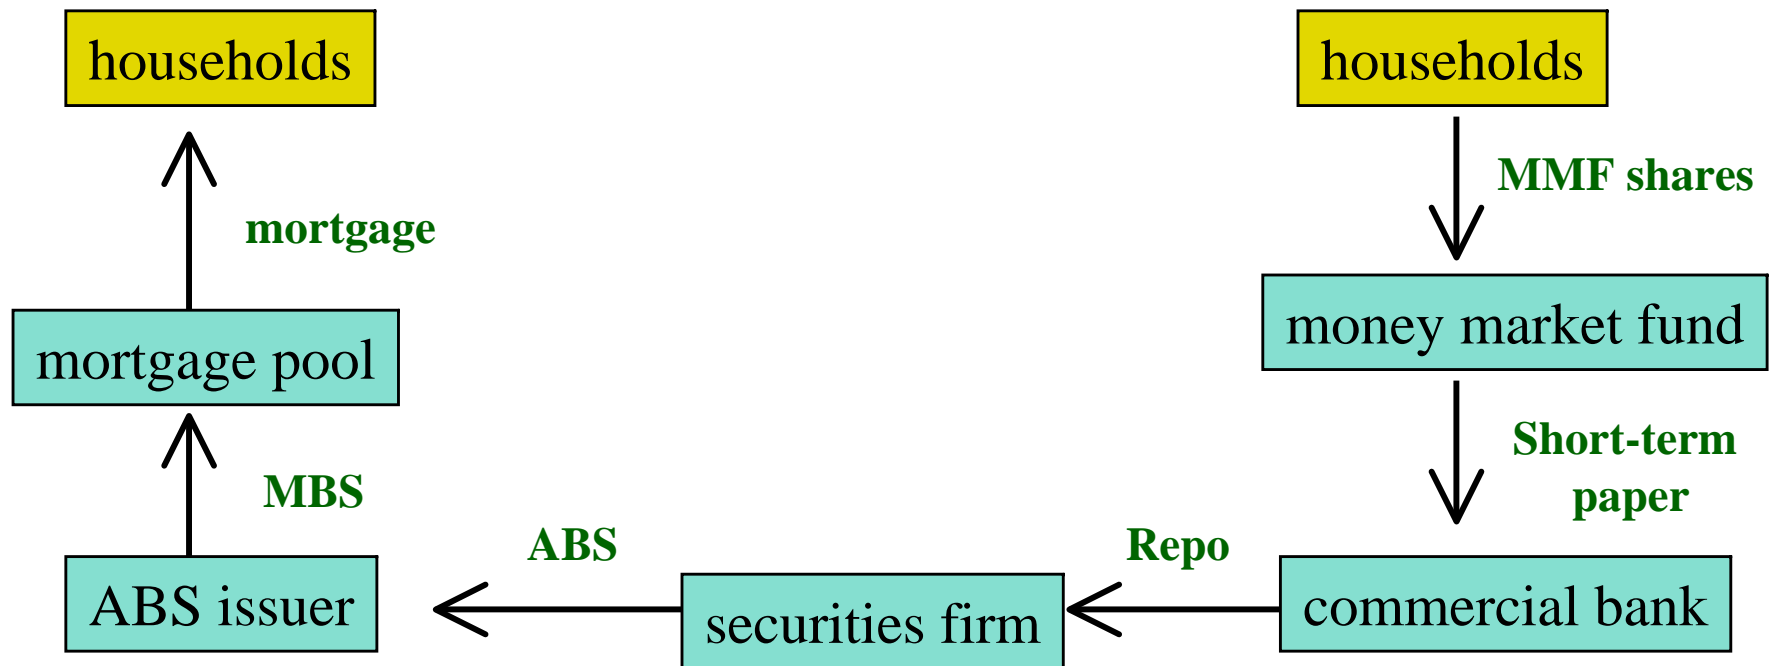 households
households
MMF shares
mortgage
money market fund
mortgage pool
Short-term
paper
MBS
ABS
Repo
ABS issuer
securities firm
commercial bank